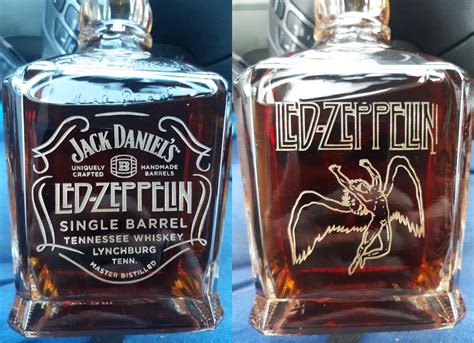 JACK DANIEL'S
UNIQUELY CRAFTED
B
HANDMADE BARRELS
LED-ZEPPELIN
SINGLE BARREL
TENNESSEE WHISKEY
LYNCHBURG
TENN.
MASTER DISTILLED
LED-ZEPPELIN